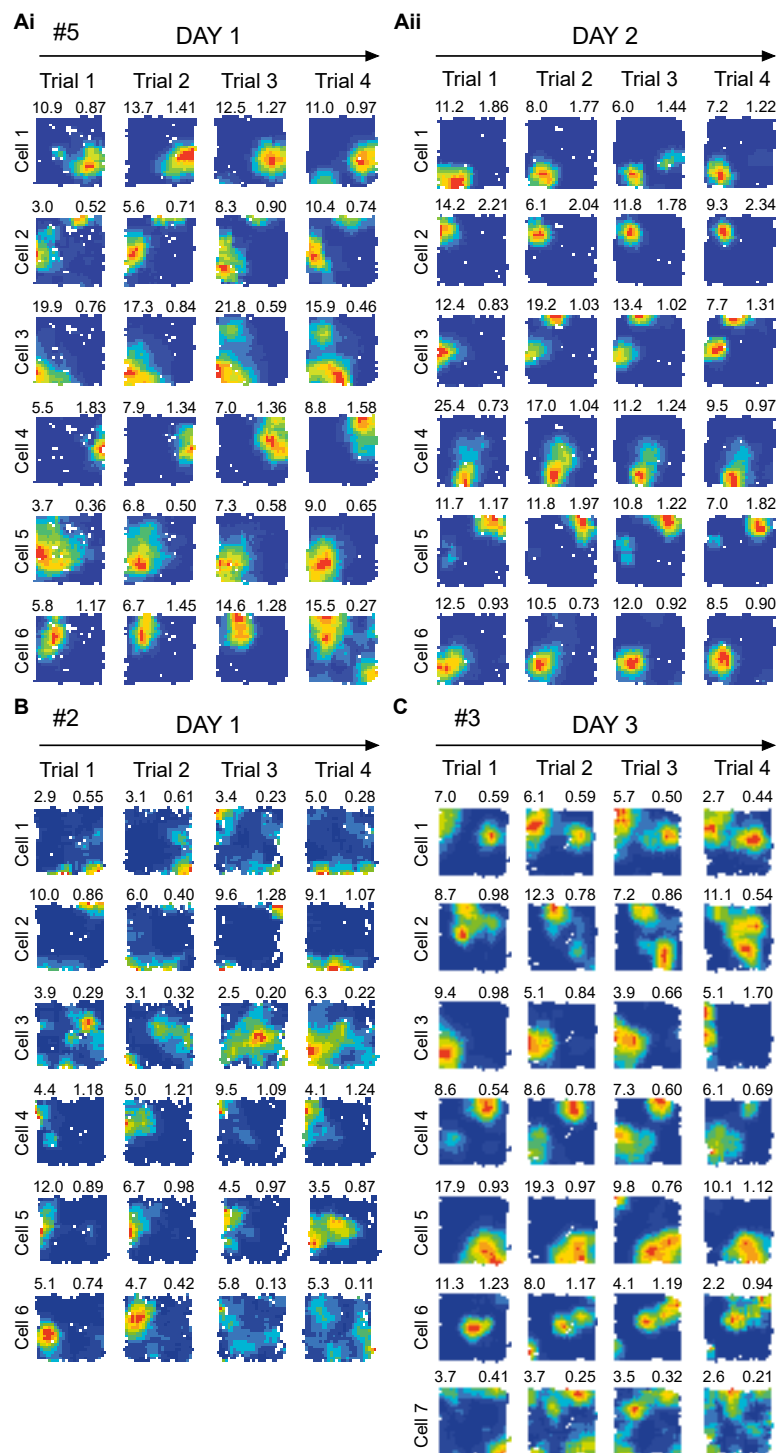 Ai #5 DAY 1
Trial 1 Trial 2 Trial 3 Trial 4
10.9 0.87 13.7 1.41 12.5 1.27 11.0 0.97
Cell 1
3.0 0.52 5.6 0.71 8.3 0.90 10.4 0.74
Cell 2
19.9 0.76 17.3 0.84 21.8 0.59 15.9 0.46
Cell 3
5.5 1.83 7.9 1.34 7.0 1.36 8.8 1.58
Cell 4
3.7 0.36 6.8 0.50 7.3 0.58 9.0 0.65
Cell 5
5.8 1.17 6.7 1.45 14.6 1.28 15.5 0.27
Cell 6
Aii DAY 2
Trial 1 Trial 2 Trial 3 Trial 4
11.2 1.86 8.0 1.77 6.0 1.44 7.2 1.22
Cell 1
14.2 2.21 6.1 2.04 11.8 1.78 9.3 2.34
Cell 2
12.4 0.83 19.2 1.03 13.4 1.02 7.7 1.31
Cell 3
25.4 0.73 17.0 1.04 11.2 1.24 9.5 0.97
Cell 4
11.7 1.17 11.8 1.97 10.8 1.22 7.0 1.82
Cell 5
12.5 0.93 10.5 0.73 12.0 0.92 8.5 0.90
Cell 6
B #2 DAY 1
Trial 1 Trial 2 Trial 3 Trial 4
2.9 0.55 3.1 0.61 3.4 0.23 5.0 0.28
Cell 1
10.0 0.86 6.0 0.40 9.6 1.28 9.1 1.07
Cell 2
3.9 0.29 3.1 0.32 2.5 0.20 6.3 0.22
Cell 3
4.4 1.18 5.0 1.21 9.5 1.09 4.1 1.24
Cell 4
12.0 0.89 6.7 0.98 4.5 0.97 3.5 0.87
Cell 5
5.1 0.74 4.7 0.42 5.8 0.13 5.3 0.11
Cell 6
C #3 DAY 3
Trial 1 Trial 2 Trial 3 Trial 4
7.0 0.59 6.1 0.59 5.7 0.50 2.7 0.44
Cell 1
8.7 0.98 12.3 0.78 7.2 0.86 11.1 0.54
Cell 2
9.4 0.98 5.1 0.84 3.9 0.66 5.1 1.70
Cell 3
8.6 0.54 8.6 0.78 7.3 0.60 6.1 0.69
Cell 4
17.9 0.93 19.3 0.97 9.8 0.76 10.1 1.12
Cell 5
11.3 1.23 8.0 1.17 4.1 1.19 2.2 0.94
Cell 6
3.7 0.41 3.7 0.25 3.5 0.32 2.6 0.21
Cell 7